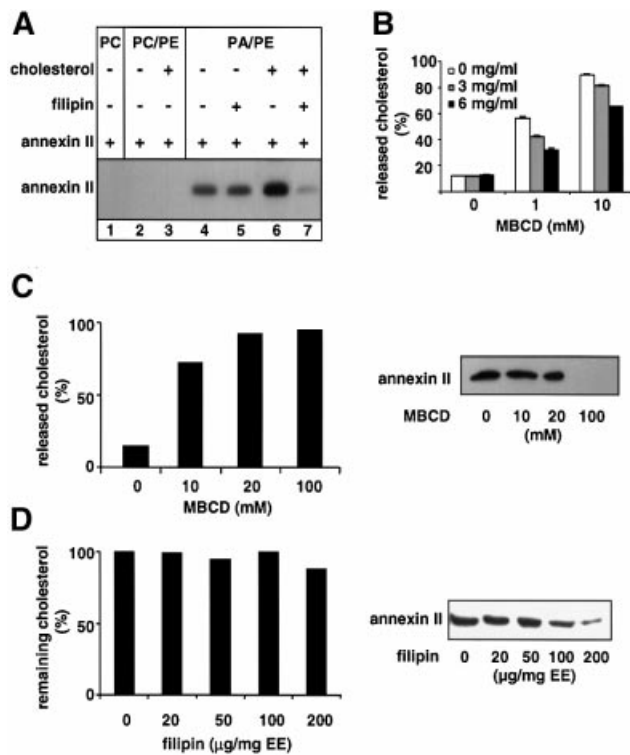 A
PC PC/PE PA/PE
cholesterol - - + - - + +
filipin - - - - + - +
annexin II + + + + + + +
annexin II
1 2 3 4 5 6 7
B
0 mg/ml
3 mg/ml
6 mg/ml
released cholesterol
(%)
100
80
60
40
20
0 1 10
MBCD (mM)
C
released cholesterol
(%)
100
50
0
0 10 20 100
MBCD (mM)
annexin II
MBCD 0 10 20 100
(mM)
D
remaining cholesterol
(%)
100
50
0
0 20 50 100 200
filipin (µg/mg EE)
annexin II
filipin 0 20 50 100 200
(µg/mg EE)